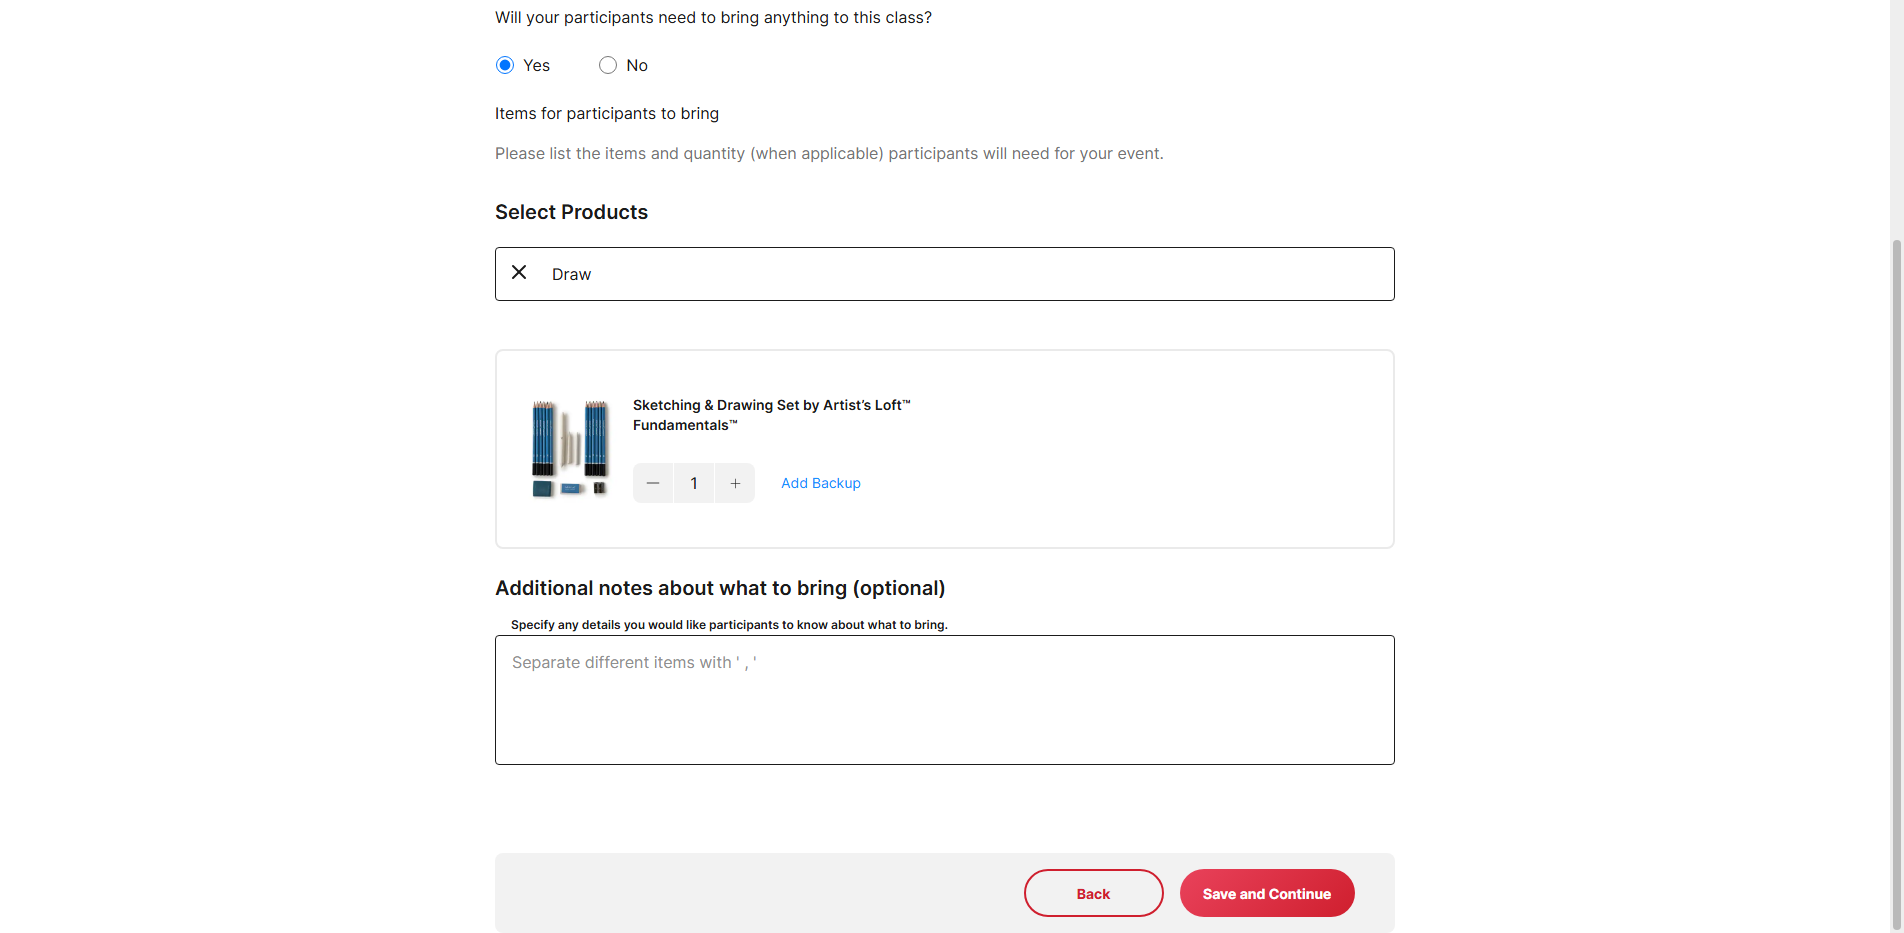 Will your participants need to bring anything to this class?
Yes No
Items for participants to bring
Please list the items and quantity (when applicable) participants will need for your event.
Select Products
Draw
Sketching & Drawing Set by Artist’s Loft™
Fundamentals™
1 Add Backup
Additional notes about what to bring (optional)
Specify any details you would like participants to know about what to bring.
Separate different items with ' , '
Back Save and Continue